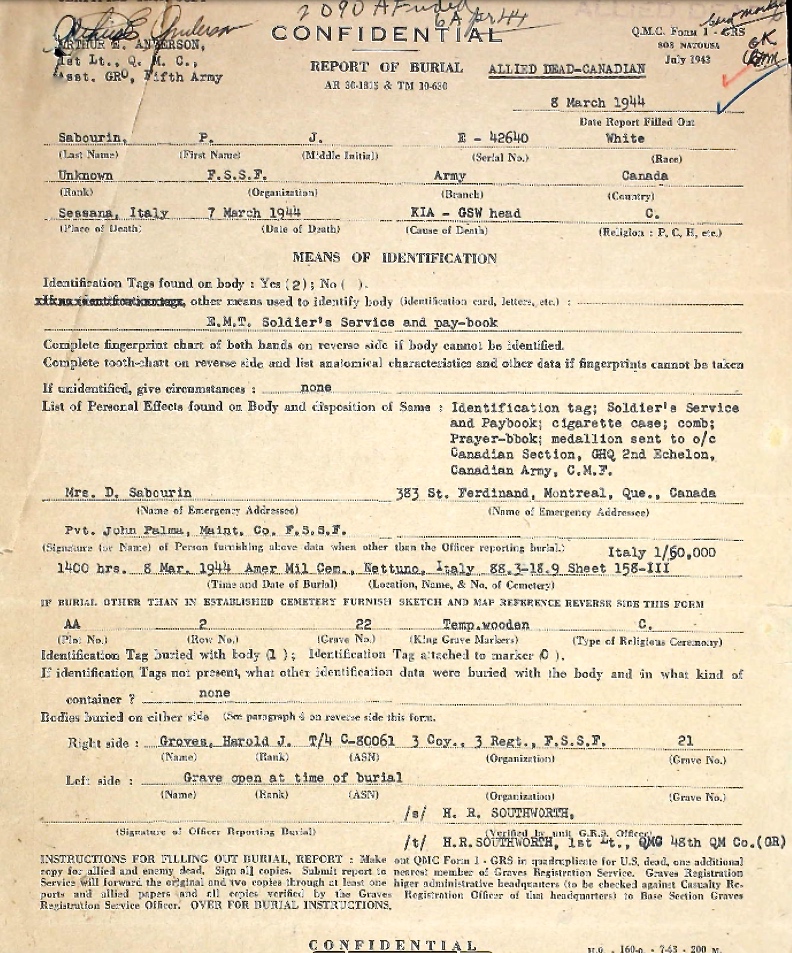 2090 A Funded
CONFIDENTIAL
ARTHUR E. ANDERSON,
1st Lt., Q. M. C.,
Asst. GRO, Fifth Army
Q.M.C. Form 1 - GRS
SOS NATOUSA
July 1943
GK
REPORT OF BURIAL ALLIED DEAD-CANADIAN
AR 30-1815 & TM 10-630
8 March 1944
Date Report Filled Out
Sabourin, P. J. E - 42640 White
(Last Name) (First Name) (Middle Initial) (Serial No.) (Race)
Unknown F.S.S.F. Army Canada
(Rank) (Organization) (Branch) (Country)
Sessana, Italy 7 March 1944 KIA - GSW head C.
(Place of Death) (Date of Death) (Cause of Death) (Religion : P, C, H, etc.)
MEANS OF IDENTIFICATION
Identification Tags found on body : Yes (2); No ( ).
other means used to identify body (identification card, letters, etc.) :
E.M.T. Soldier's Service and pay-book
Complete fingerprint chart of both hands on reverse side if body cannot be identified.
Complete tooth-chart on reverse side and list anatomical characteristics and other data if fingerprints cannot be taken
If unidentified, give circumstances : none
List of Personal Effects found on Body and disposition of Same : Identification tag; Soldier's Service
and Paybook; cigarette case; comb;
Prayer-bbok; medallion sent to o/c
Canadian Section, GHQ 2nd Echelon,
Canadian Army, C.M.F.
Mrs. D. Sabourin 383 St. Ferdinand, Montreal, Que., Canada
(Name of Emergency Addressee) (Name of Emergency Addressee)
Pvt. John Palma, Maint. Co. F.S.S.F.
(Signature (or Name) of Person furnishing above data when other than the Officer reporting burial.) Italy 1/50,000
1400 hrs. 8 Mar. 1944 Amer Mil Cem., Nettuno, Italy 88.3-18.9 Sheet 158-III
(Time and Date of Burial) (Location, Name, & No. of Cemetery)
IF BURIAL OTHER THAN IN ESTABLISHED CEMETERY FURNISH SKETCH AND MAP REFERENCE REVERSE SIDE THIS FORM
AA 2 22 Temp.wooden C.
(Plot No.) (Row No.) (Grave No.) (King Grave Markers) (Type of Religious Ceremony)
Identification Tag buried with body (1 ); Identification Tag attached to marker (0 ).
If identification Tags not present, what other identification data were buried with the body and in what kind of
container ? none
Bodies buried on either side (See paragraph 4 on reverse side this form.
Right side : Groves, Harold J. T/4 C-80061 3 Coy., 3 Regt., F.S.S.F. 21
(Name) (Rank) (ASN) (Organization) (Grave No.)
Left side : Grave open at time of burial
(Name) (Rank) (ASN) (Organization) (Grave No.)
/s/ H. R. SOUTHWORTH,
(Signature of Officer Reporting Burial) (Verified by unit G.R.S. Officer)
/t/ H.R.SOUTHWORTH, 1st Lt., QMC 48th QM Co.(GR)
INSTRUCTIONS FOR FILLING OUT BURIAL, REPORT : Make out QMC Form 1 - GRS in quadruplicate for U.S. dead, one additional
copy for allied and enemy dead. Sign all copies. Submit report to nearest member of Graves Registration Service. Graves Registration
Service will forward the original and two copies through at least one higer administrative headquarters (to be checked against Casualty Re-
ports and allied papers and all copies verified by the Graves Registration Officer of that headquarters) to Base Section Graves
Registration Service Officer. OVER FOR BURIAL INSTRUCTIONS.
CONFIDENTIAL